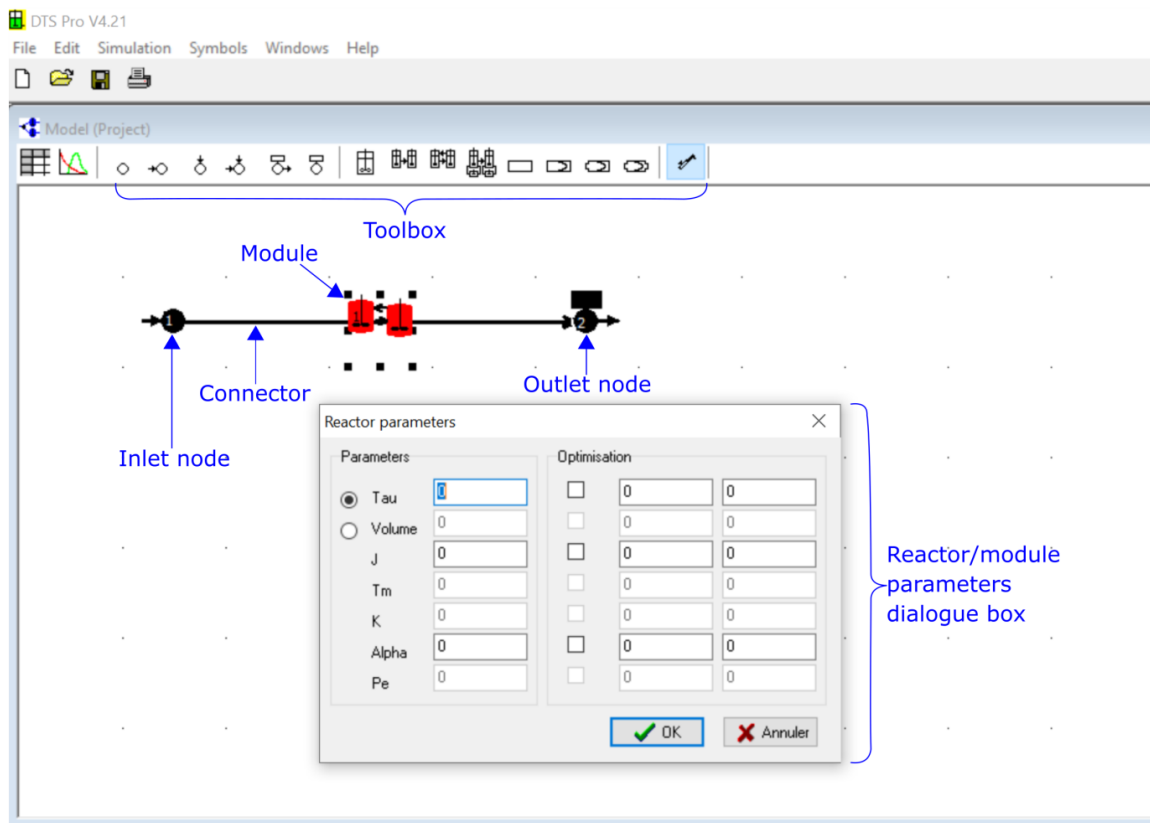 DTS Pro V4.21
File Edit Simulation Symbols Windows Help
Model (Project)
Toolbox
Module
1 1 2
Connector
Outlet node
Inlet node
Reactor parameters
Parameters Optimisation
Tau 0 0 0
Volume 0 0 0
J 0 0 0
Tm 0 0 0
K 0 0 0
Alpha 0 0 0
Pe 0 0 0
OK Annuler
Reactor/module
parameters
dialogue box